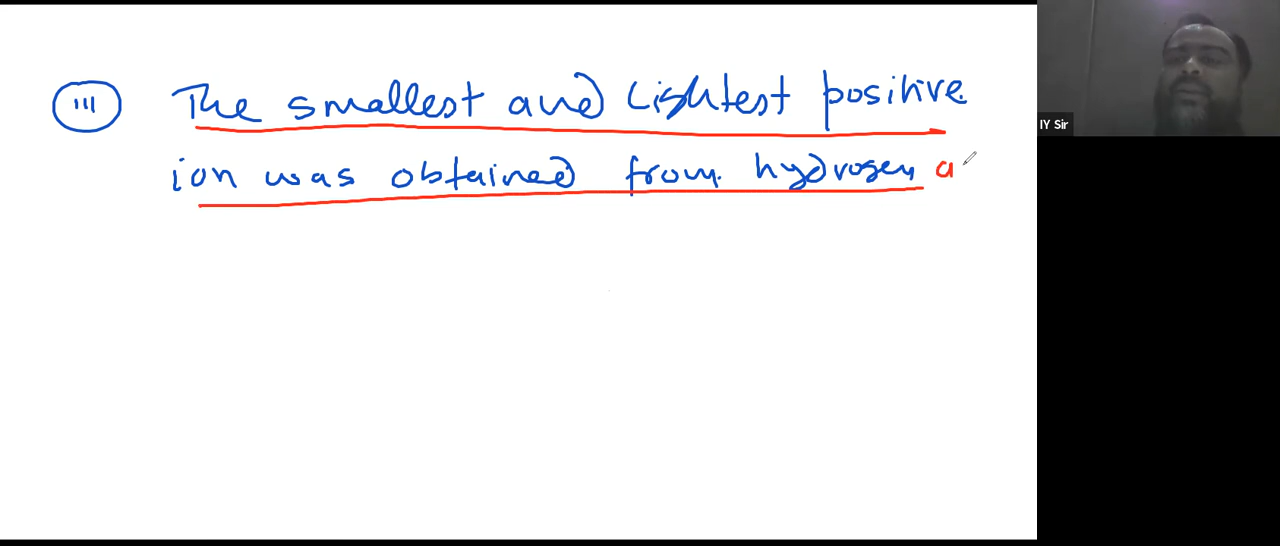 III The smallest and Lightest positive
ion was obtained from hydrogen a
IY Sir